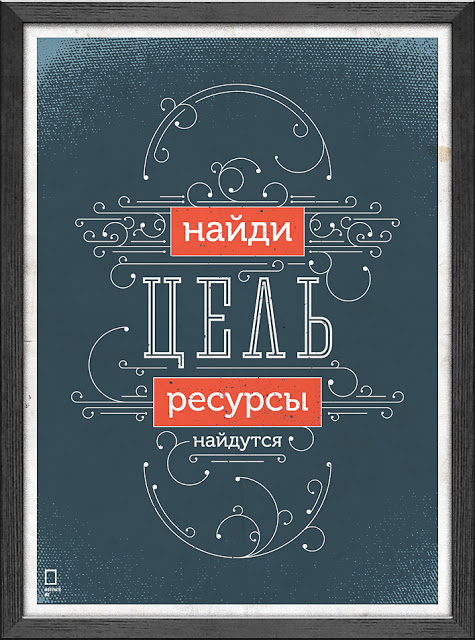 найди
ЦЕЛЬ
ресурсы
найдутся